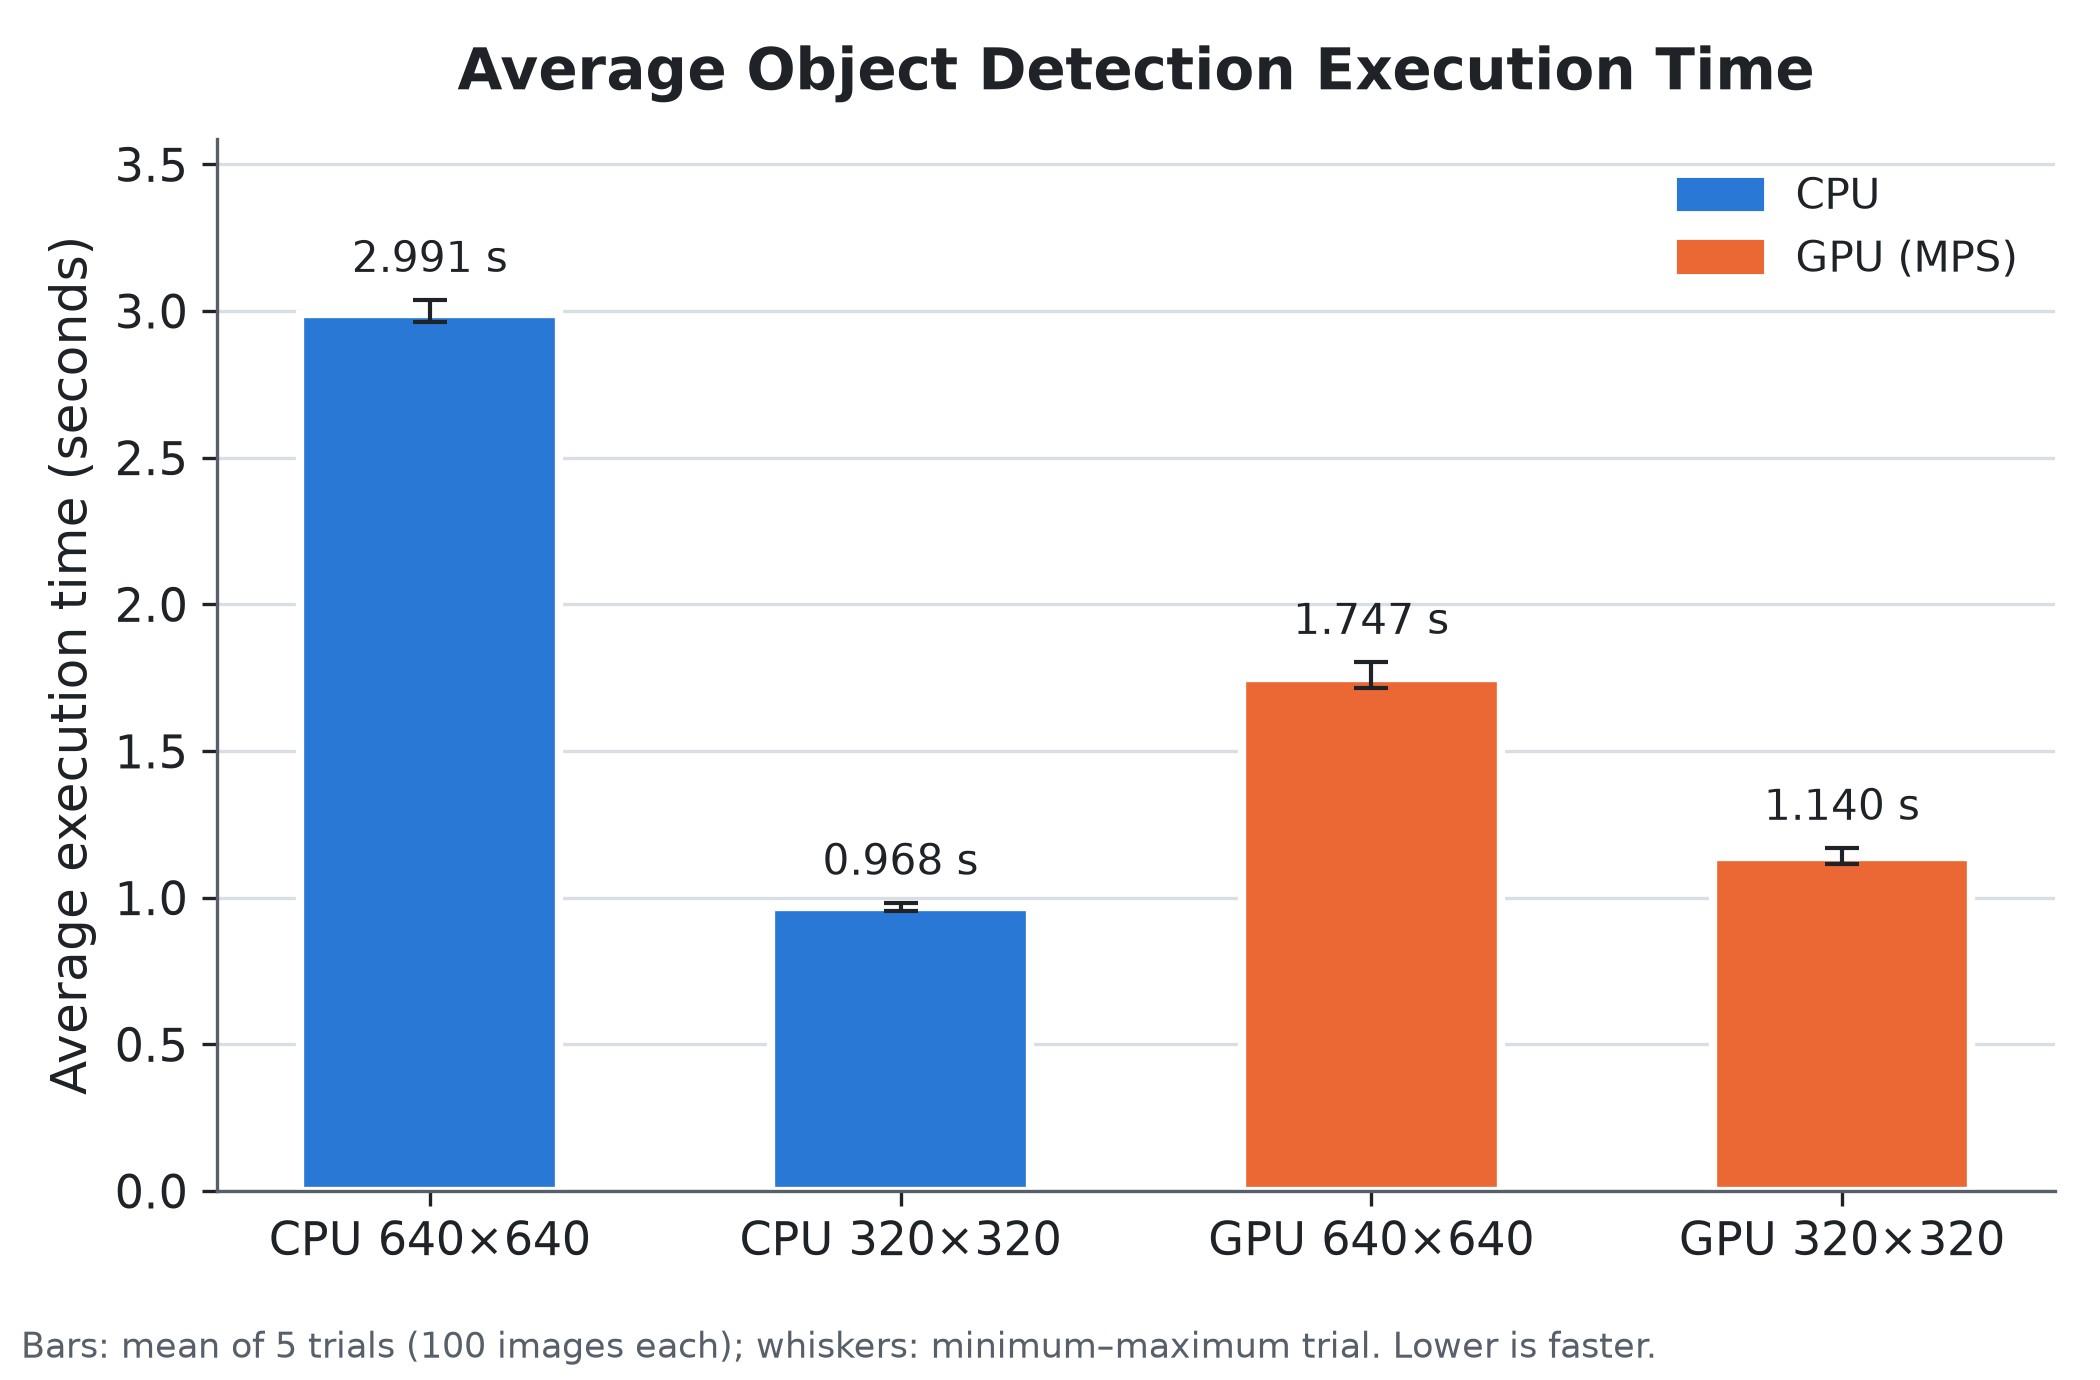 Average Object Detection Execution Time
Average execution time (seconds)
3.5
3.0
2.5
2.0
1.5
1.0
0.5
0.0
CPU
GPU (MPS)
2.991 s
0.968 s
1.747 s
1.140 s
CPU 640×640
CPU 320×320
GPU 640×640
GPU 320×320
Bars: mean of 5 trials (100 images each); whiskers: minimum–maximum trial. Lower is faster.